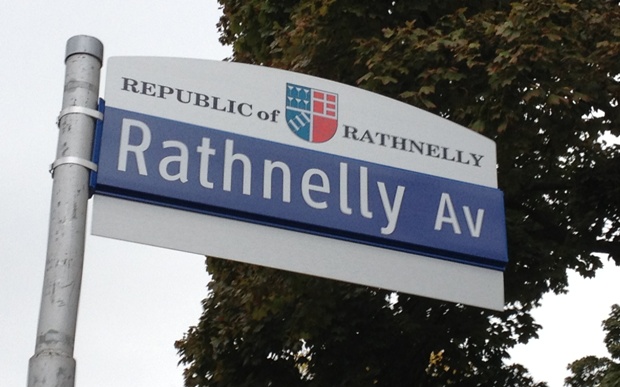 REPUBLIC of RATHNELLY
Rathnelly Av